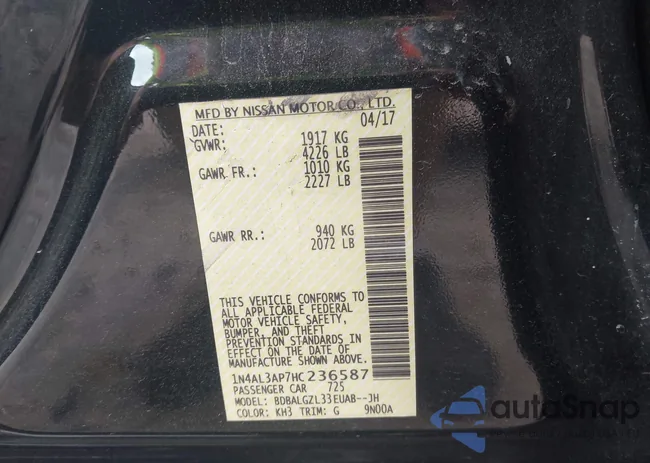 MFD BY NISSAN MOTOR CO., LTD.
DATE: 04/17
GVWR: 1917 KG
4226 LB
GAWR FR.: 1010 KG
2227 LB
GAWR RR.: 940 KG
2072 LB
THIS VEHICLE CONFORMS TO
ALL APPLICABLE FEDERAL
MOTOR VEHICLE SAFETY,
BUMPER, AND THEFT
PREVENTION STANDARDS IN
EFFECT ON THE DATE OF
MANUFACTURE SHOWN ABOVE.
1N4AL3AP7HC236587
PASSENGER CAR 725
MODEL: BDBALGZL33EUAB--JH
COLOR: KH3 TRIM: G 9N00A
autoSnap